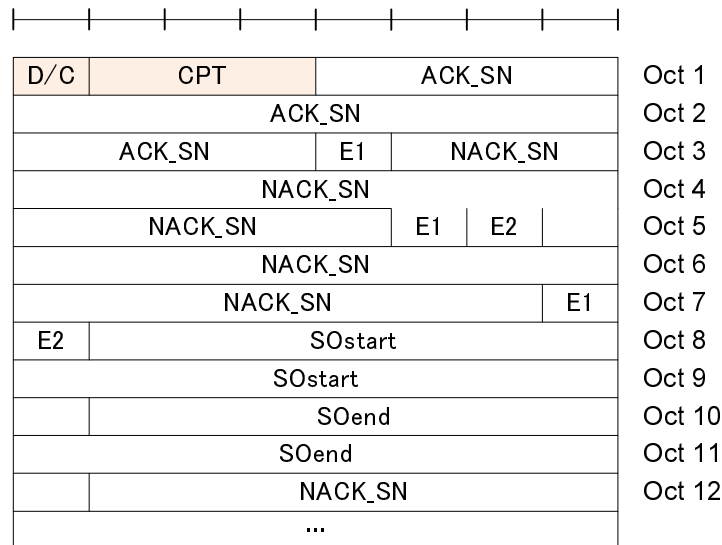 D/C CPT ACK_SN Oct 1
ACK_SN Oct 2
ACK_SN E1 NACK_SN Oct 3
NACK_SN Oct 4
NACK_SN E1 E2 Oct 5
NACK_SN Oct 6
NACK_SN E1 Oct 7
E2 SOstart Oct 8
SOstart Oct 9
SOend Oct 10
SOend Oct 11
NACK_SN Oct 12
...